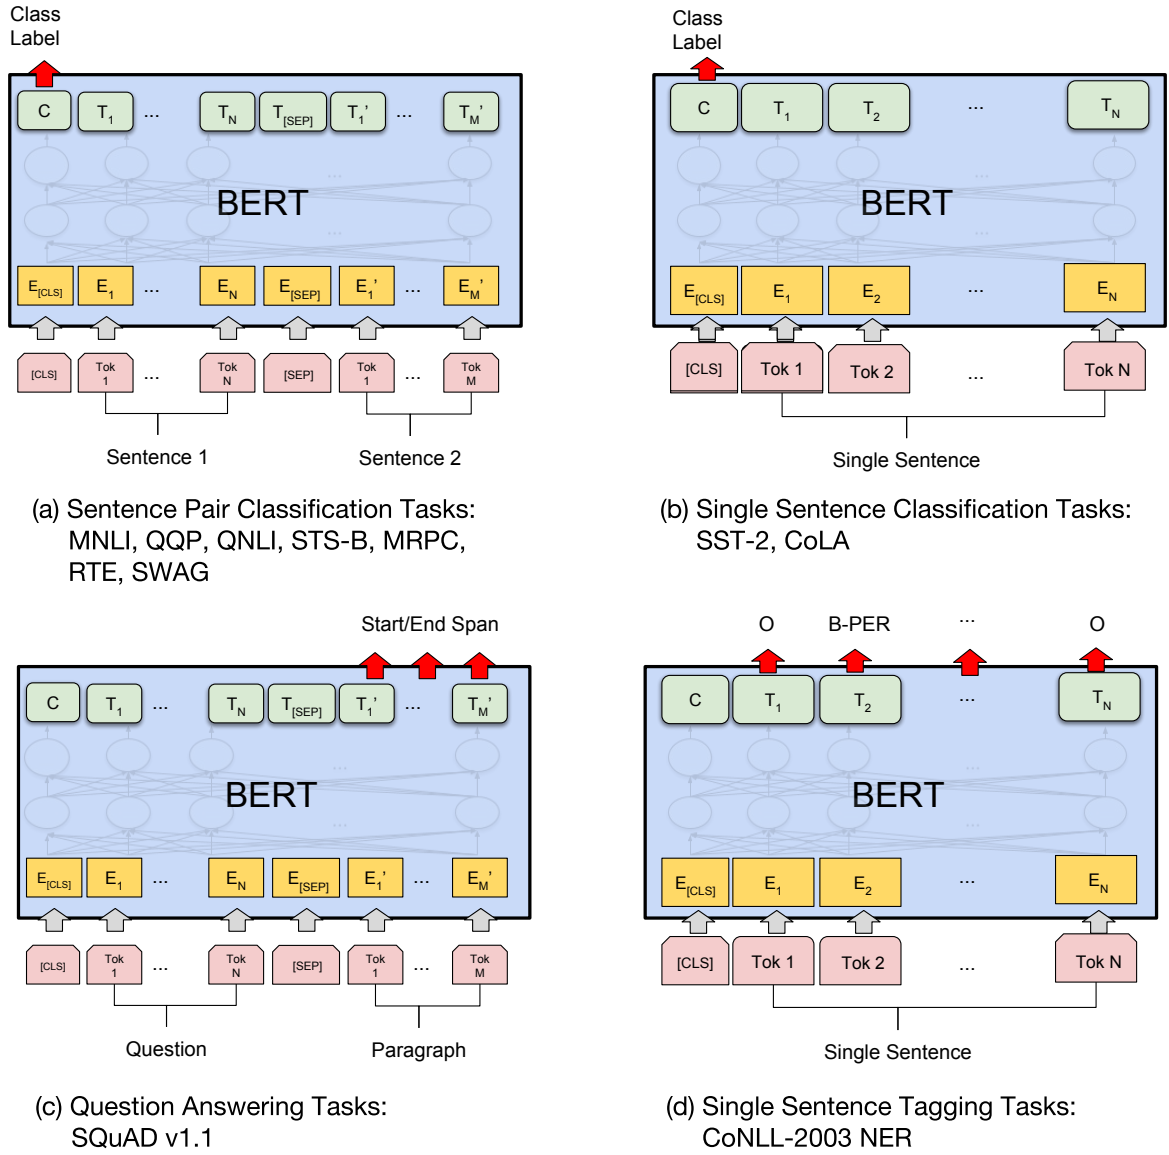 Class
Label
C T1 ... TN T[SEP] T1' ... TM'
...
BERT
...
E[CLS] E1 ... EN E[SEP] E1' ... EM'
[CLS] Tok 1 ... Tok N [SEP] Tok 1 ... Tok M
Sentence 1 Sentence 2
(a) Sentence Pair Classification Tasks:
MNLI, QQP, QNLI, STS-B, MRPC,
RTE, SWAG
Class
Label
C T1 T2 ... TN
...
BERT
...
E[CLS] E1 E2 ... EN
[CLS] Tok 1 Tok 2 ... Tok N
Single Sentence
(b) Single Sentence Classification Tasks:
SST-2, CoLA
Start/End Span
C T1 ... TN T[SEP] T1' ... TM'
...
BERT
...
E[CLS] E1 ... EN E[SEP] E1' ... EM'
[CLS] Tok 1 ... Tok N [SEP] Tok 1 ... Tok M
Question Paragraph
(c) Question Answering Tasks:
SQuAD v1.1
O B-PER ... O
C T1 T2 ... TN
...
BERT
...
E[CLS] E1 E2 ... EN
[CLS] Tok 1 Tok 2 ... Tok N
Single Sentence
(d) Single Sentence Tagging Tasks:
CoNLL-2003 NER